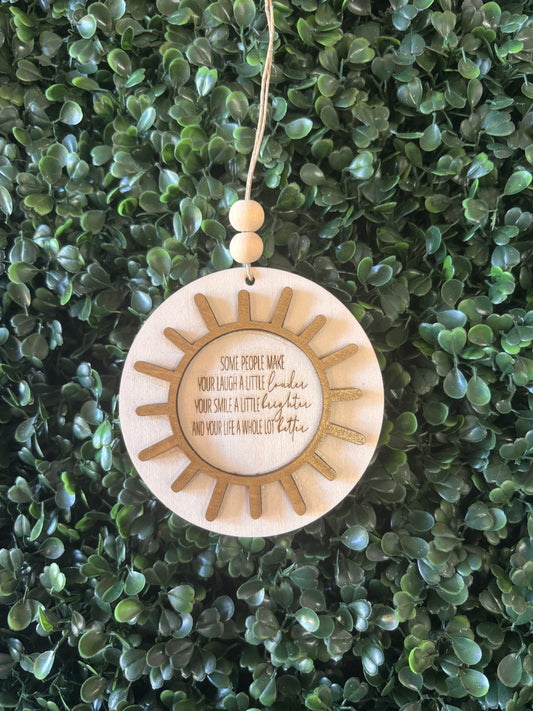 SOME PEOPLE MAKE
YOUR LAUGH A LITTLE louder
YOUR SMILE A LITTLE brighter
AND YOUR LIFE A WHOLE LOT better